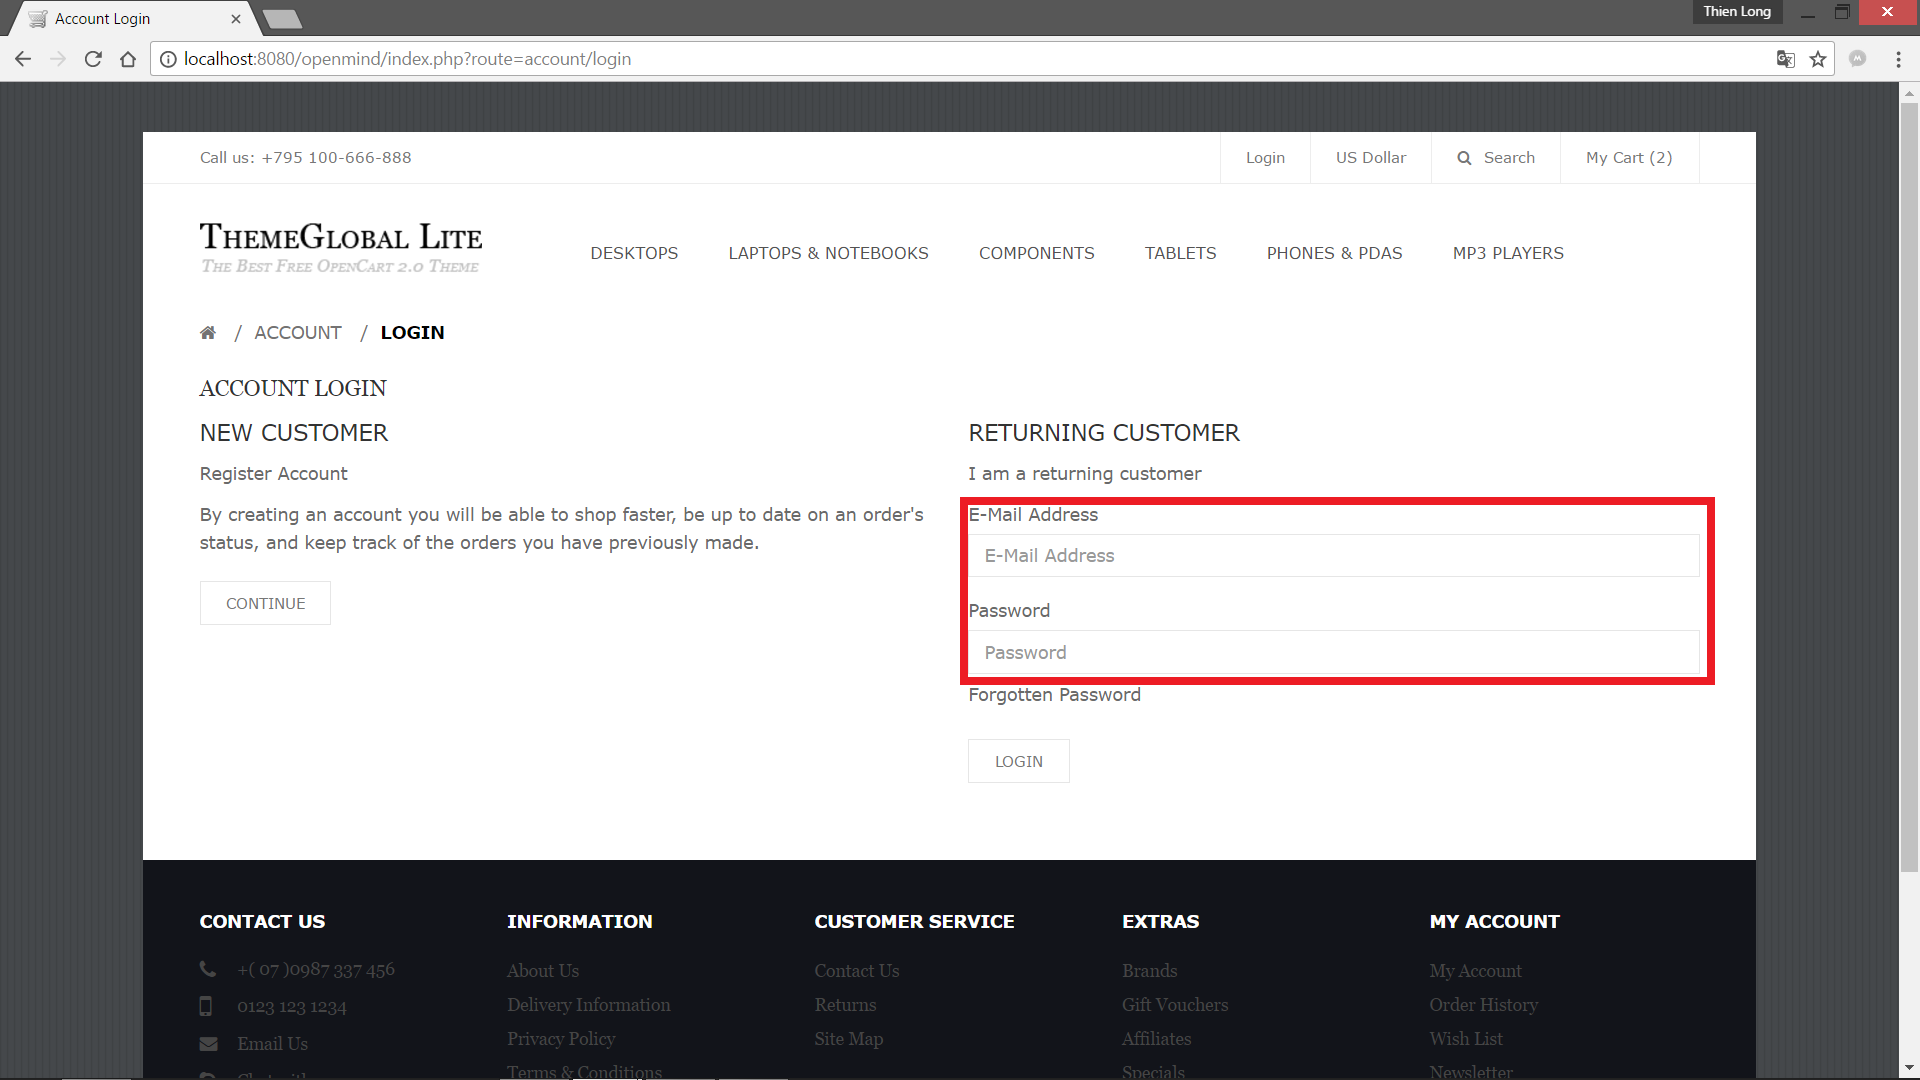 Account Login
Thien Long
localhost:8080/openmind/index.php?route=account/login
Call us: +795 100-666-888
Login
US Dollar
Search
My Cart (2)
ThemeGlobal Lite
The Best Free OpenCart 2.0 Theme
DESKTOPS
LAPTOPS & NOTEBOOKS
COMPONENTS
TABLETS
PHONES & PDAS
MP3 PLAYERS
/ ACCOUNT / LOGIN
ACCOUNT LOGIN
NEW CUSTOMER
Register Account
By creating an account you will be able to shop faster, be up to date on an order's
status, and keep track of the orders you have previously made.
CONTINUE
RETURNING CUSTOMER
I am a returning customer
E-Mail Address
E-Mail Address
Password
Password
Forgotten Password
LOGIN
CONTACT US
+( 07 )0987 337 456
0123 123 1234
Email Us
INFORMATION
About Us
Delivery Information
Privacy Policy
Terms & Conditions
CUSTOMER SERVICE
Contact Us
Returns
Site Map
EXTRAS
Brands
Gift Vouchers
Affiliates
Specials
MY ACCOUNT
My Account
Order History
Wish List
Newsletter